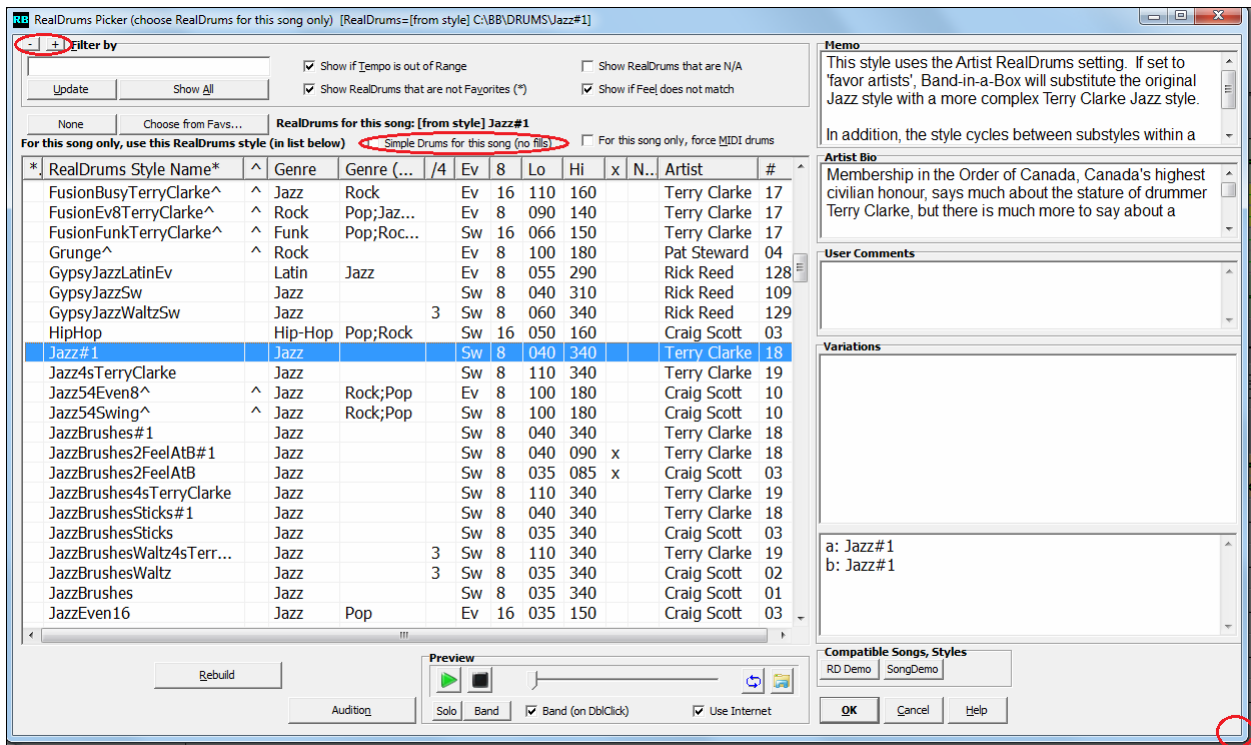 RB RealDrums Picker (choose RealDrums for this song only) [RealDrums=[from style] C:\BB\DRUMS\Jazz#1]
- + Filter by
Show if Tempo is out of Range
Show RealDrums that are N/A
Update Show All
Show RealDrums that are not Favorites (*)
Show if Feel does not match
None Choose from Favs... RealDrums for this song: [from style] Jazz#1
For this song only, use this RealDrums style (in list below) Simple Drums for this song (no fills) For this song only, force MIDI drums
*. RealDrums Style Name* ^ Genre Genre (... /4 Ev 8 Lo Hi x N.. Artist #
FusionBusyTerryClarke^ ^ Jazz Rock Ev 16 110 160 Terry Clarke 17
FusionEv8TerryClarke^ ^ Rock Pop;Jaz... Ev 8 090 140 Terry Clarke 17
FusionFunkTerryClarke^ ^ Funk Pop;Roc... Sw 16 066 150 Terry Clarke 17
Grunge^ ^ Rock Ev 8 100 180 Pat Steward 04
GypsyJazzLatinEv Latin Jazz Ev 8 055 290 Rick Reed 128
GypsyJazzSw Jazz Sw 8 040 310 Rick Reed 109
GypsyJazzWaltzSw Jazz 3 Sw 8 060 340 Rick Reed 129
HipHop Hip-Hop Pop;Rock Sw 16 050 160 Craig Scott 03
Jazz#1 Jazz Sw 8 040 340 Terry Clarke 18
Jazz4sTerryClarke Jazz Sw 8 110 340 Terry Clarke 19
Jazz54Even8^ ^ Jazz Rock;Pop Ev 8 100 180 Craig Scott 10
Jazz54Swing^ ^ Jazz Rock;Pop Sw 8 100 180 Craig Scott 10
JazzBrushes#1 Jazz Sw 8 040 340 Terry Clarke 18
JazzBrushes2FeelAtB#1 Jazz Sw 8 040 090 x Terry Clarke 18
JazzBrushes2FeelAtB Jazz Sw 8 035 085 x Craig Scott 03
JazzBrushes4sTerryClarke Jazz Sw 8 110 340 Terry Clarke 19
JazzBrushesSticks#1 Jazz Sw 8 040 340 Terry Clarke 18
JazzBrushesSticks Jazz Sw 8 035 340 Craig Scott 03
JazzBrushesWaltz4sTerr... Jazz 3 Sw 8 110 340 Terry Clarke 19
JazzBrushesWaltz Jazz 3 Sw 8 035 340 Craig Scott 02
JazzBrushes Jazz Sw 8 035 340 Craig Scott 01
JazzEven16 Jazz Pop Ev 16 035 150 Craig Scott 03
Rebuild
Audition
Preview
Solo Band Band (on DblClick) Use Internet
Memo
This style uses the Artist RealDrums setting. If set to
'favor artists', Band-in-a-Box will substitute the original
Jazz style with a more complex Terry Clarke Jazz style.
In addition, the style cycles between substyles within a
Artist Bio
Membership in the Order of Canada, Canada's highest
civilian honour, says much about the stature of drummer
Terry Clarke, but there is much more to say about a
User Comments
Variations
a: Jazz#1
b: Jazz#1
Compatible Songs, Styles
RD Demo SongDemo
OK Cancel Help